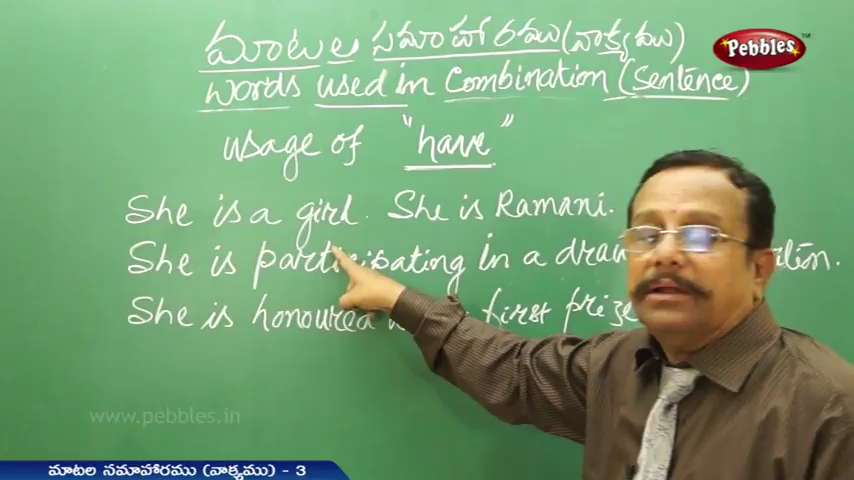 మాటల సమాహారము (వాక్యము)
Pebbles
TM
words used in Combination (Sentence)
usage of "have"
She is a girl. She is Ramani.
She is participating in a
She is honoured first prize
www.pebbles.in
మాటల సమాహారము (వాక్యము) - 3